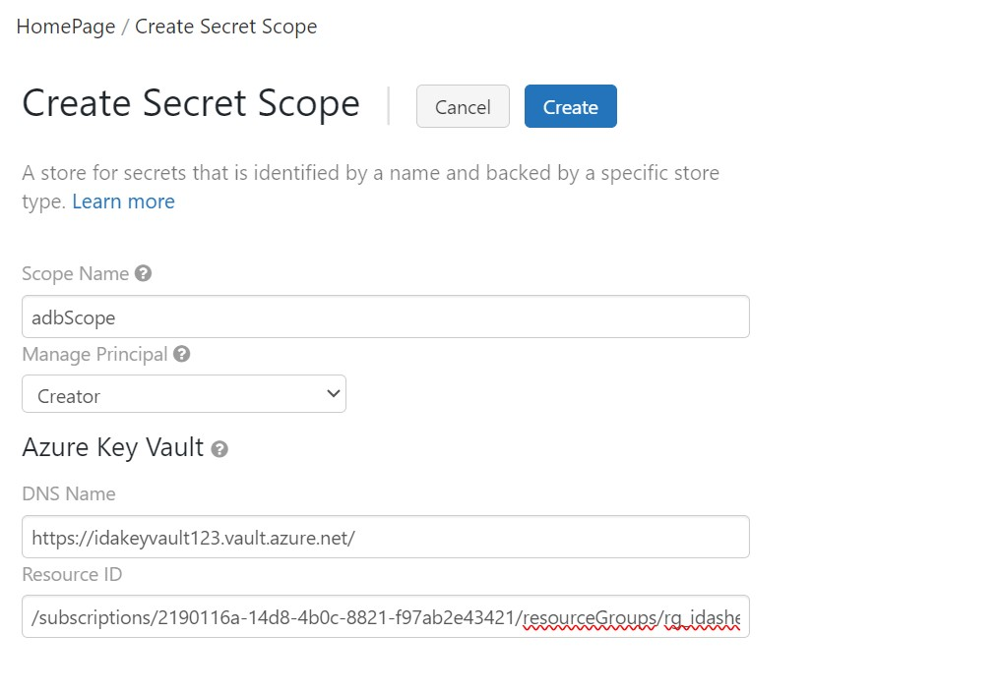 HomePage / Create Secret Scope
Create Secret Scope
Cancel
Create
A store for secrets that is identified by a name and backed by a specific store
type. Learn more
Scope Name
adbScope
Manage Principal
Creator
Azure Key Vault
DNS Name
https://idakeyvault123.vault.azure.net/
Resource ID
/subscriptions/2190116a-14d8-4b0c-8821-f97ab2e43421/resourceGroups/rg_idashe